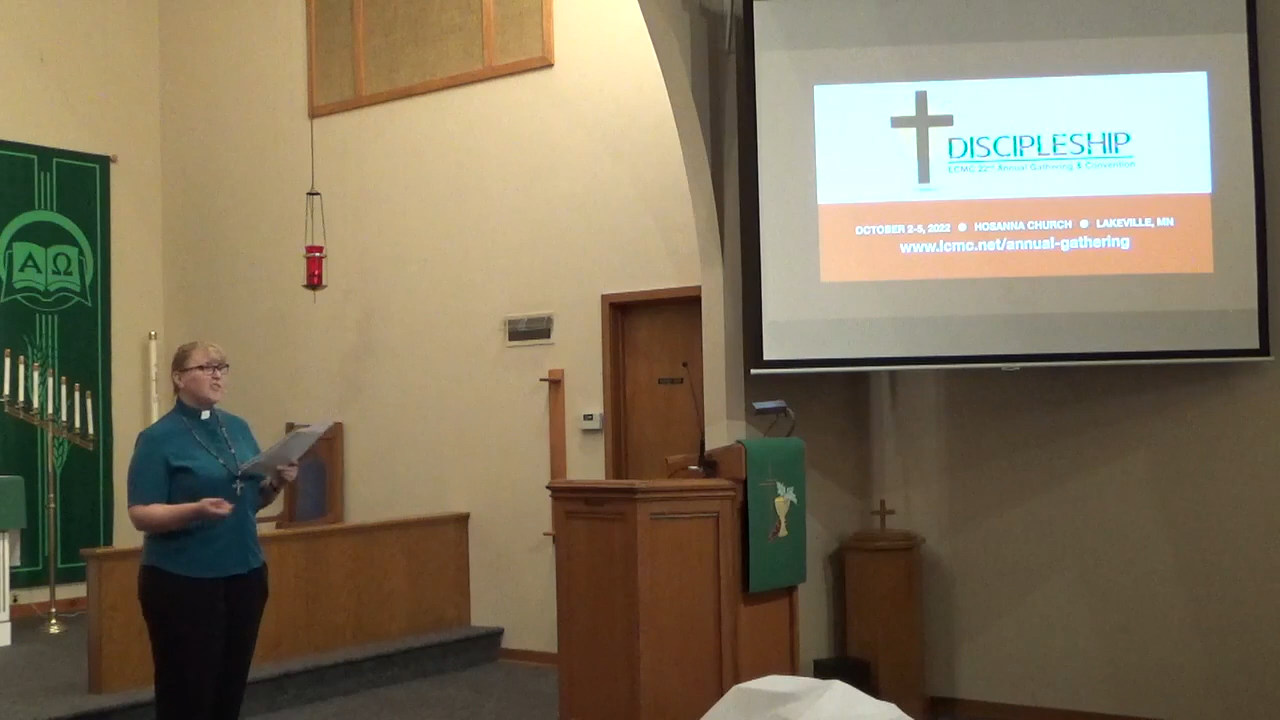 ΑΩ
DISCIPLESHIP
LCMC 22nd Annual Gathering & Convention
OCTOBER 2-5, 2022 ● HOSANNA CHURCH ● LAKEVILLE, MN
www.lcmc.net/annual-gathering